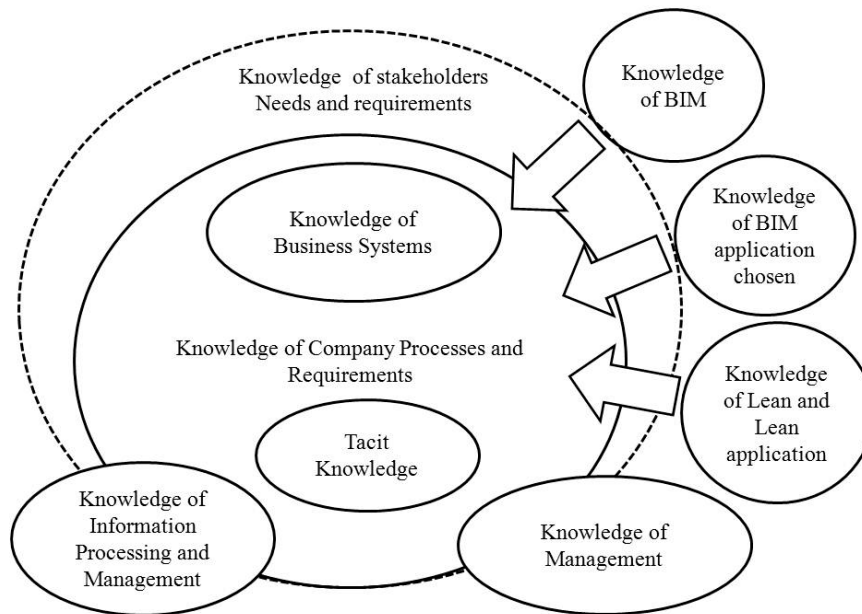 Knowledge of stakeholders
Needs and requirements
Knowledge
of BIM
Knowledge of
Business Systems
Knowledge
of BIM
application
chosen
Knowledge of Company Processes and
Requirements
Knowledge
of Lean and
Lean
application
Tacit
Knowledge
Knowledge of
Information
Processing and
Management
Knowledge of
Management